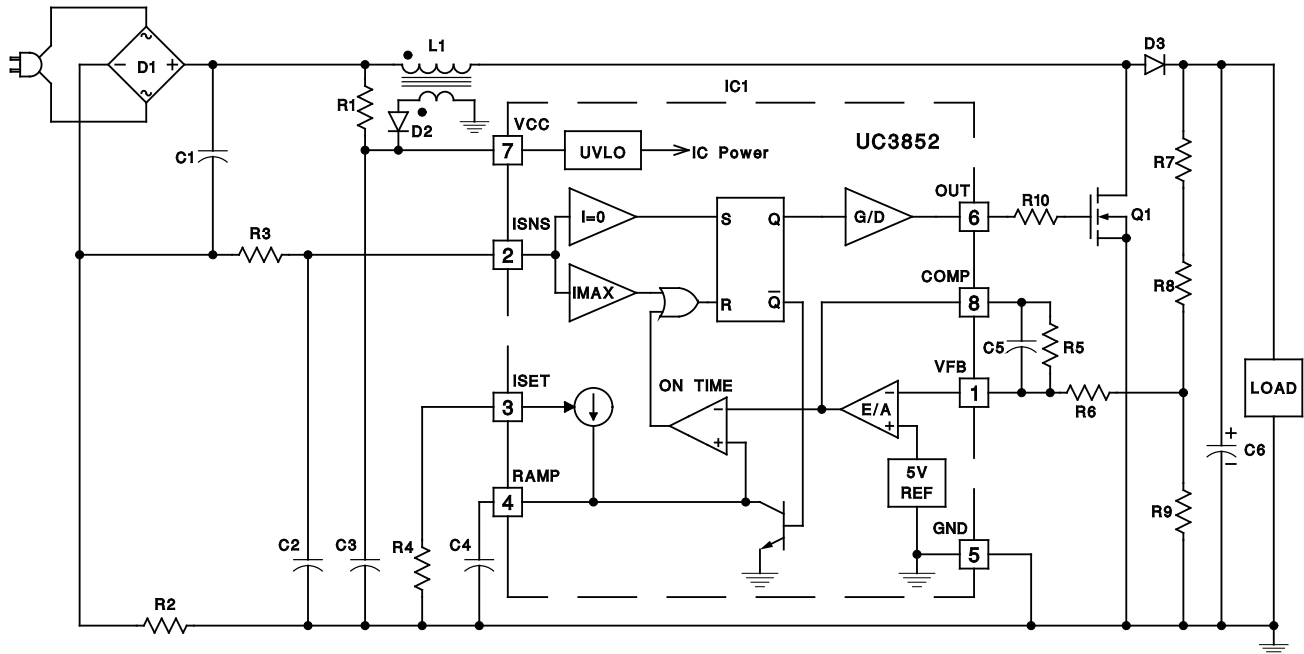 L1
D3
D1
− +
R1
IC1
D2
VCC
UC3852
7
UVLO
IC Power
C1
R7
OUT
ISNS
I=0
S Q
G/D
6
R10
Q1
R3
2
COMP
IMAX
R Q
8
R8
C5
R5
ISET
ON TIME
VFB
3
−
−
1
E/A
R6
LOAD
+
+
+
−
C6
RAMP
5V
REF
4
R9
GND
C2
C3
R4
C4
5
R2